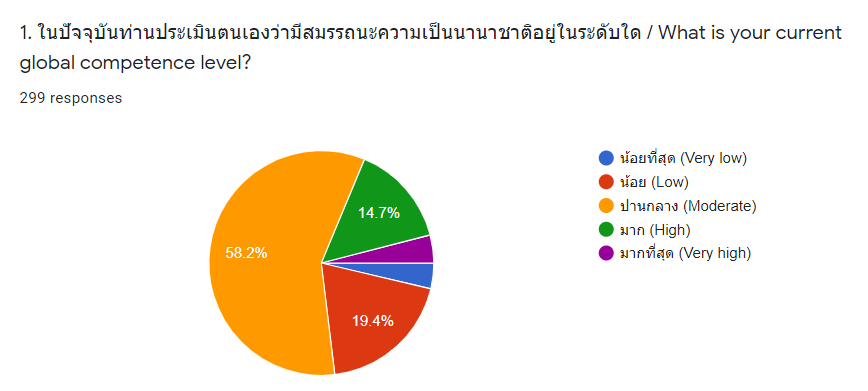 1. ในปัจจุบันท่านประเมินตนเองว่ามีสมรรถนะความเป็นนานาชาติอยู่ในระดับใด / What is your current
global competence level?
299 responses
น้อยที่สุด (Very low)
น้อย (Low)
ปานกลาง (Moderate)
มาก (High)
มากที่สุด (Very high)
14.7%
58.2%
19.4%